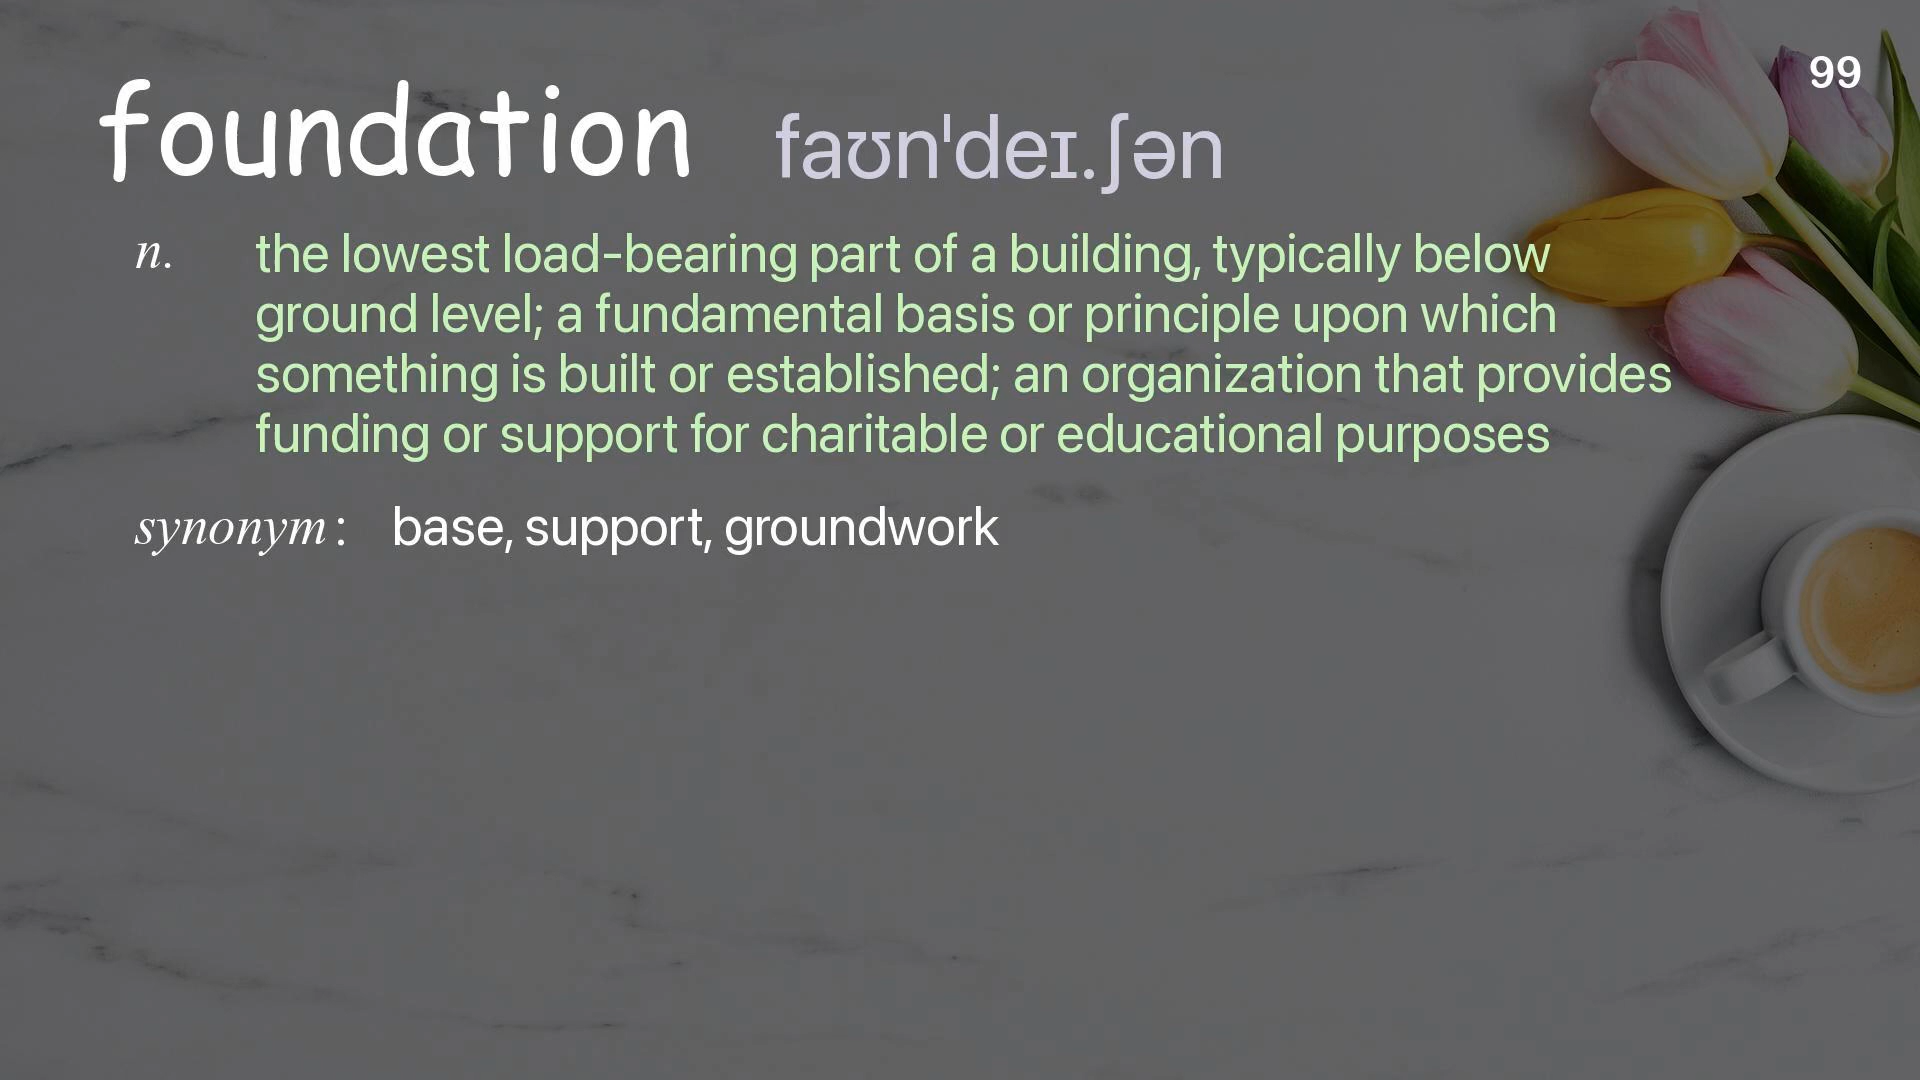 99
foundation faʊn'deɪ.ʃən
n. the lowest load-bearing part of a building, typically below
ground level; a fundamental basis or principle upon which
something is built or established; an organization that provides
funding or support for charitable or educational purposes
synonym: base, support, groundwork